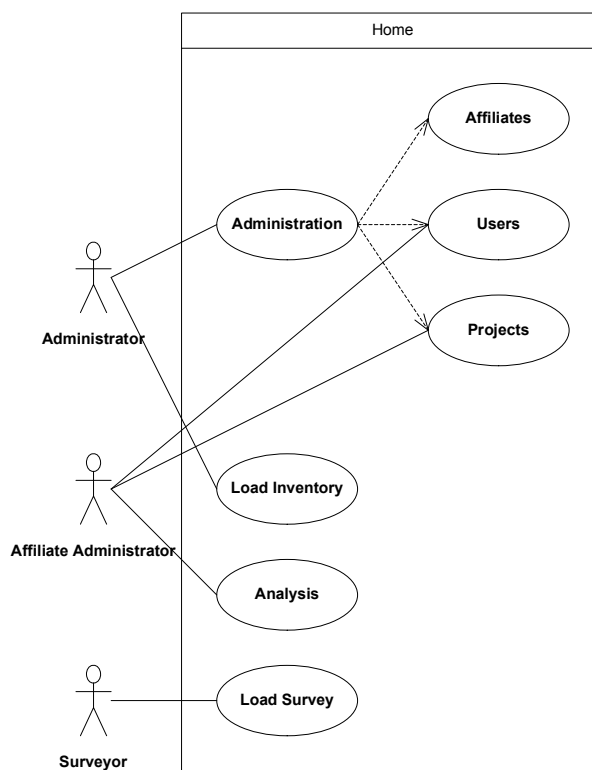 Home
Affiliates
Administration
Users
Administrator
Projects
Load Inventory
Affiliate Administrator
Analysis
Load Survey
Surveyor